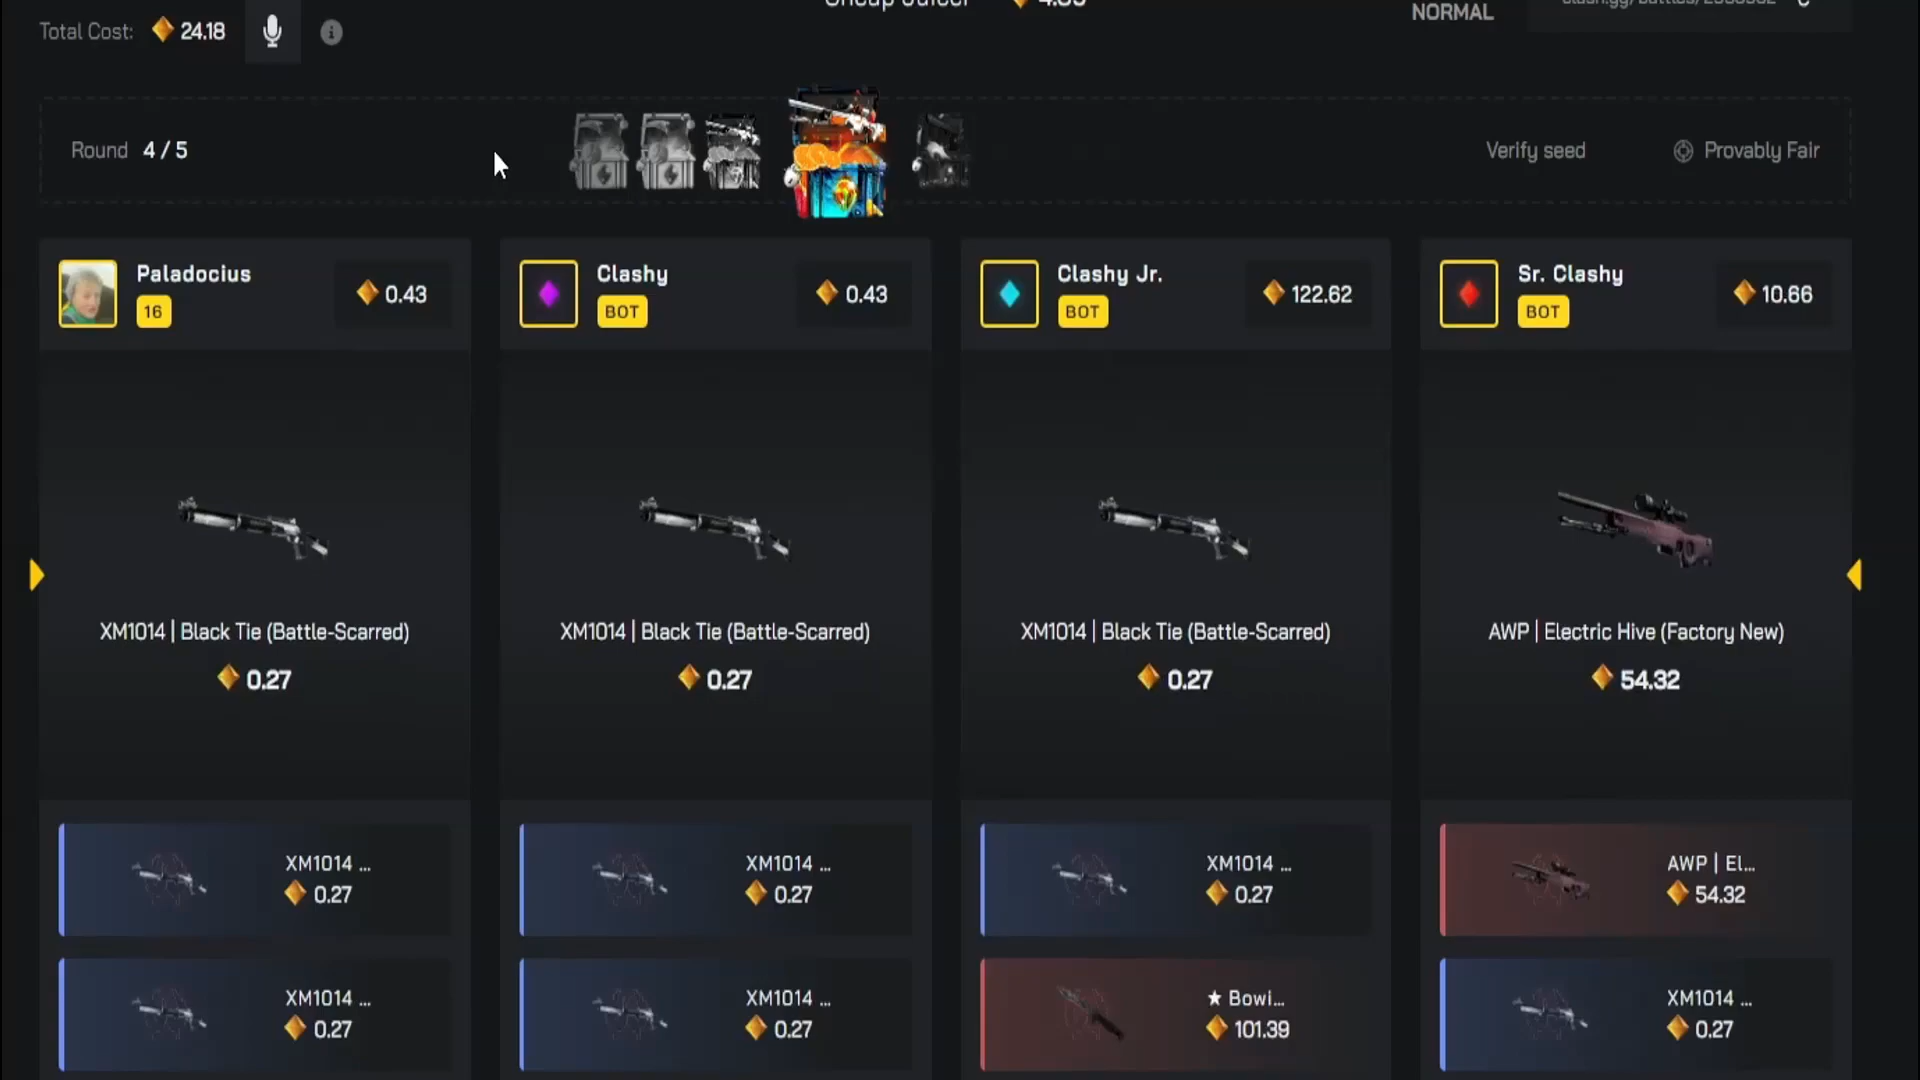 Cheap Juicer 4.83
NORMAL
Total Cost: 24.18
Round 4 / 5
Verify seed
Provably Fair
Paladocius
16
0.43
Clashy
BOT
0.43
Clashy Jr.
BOT
122.62
Sr. Clashy
BOT
10.66
XM1014 | Black Tie (Battle-Scarred)
0.27
XM1014 | Black Tie (Battle-Scarred)
0.27
XM1014 | Black Tie (Battle-Scarred)
0.27
AWP | Electric Hive (Factory New)
54.32
XM1014 ...
0.27
XM1014 ...
0.27
XM1014 ...
0.27
AWP | El...
54.32
XM1014 ...
0.27
XM1014 ...
0.27
★ Bowi...
101.39
XM1014 ...
0.27